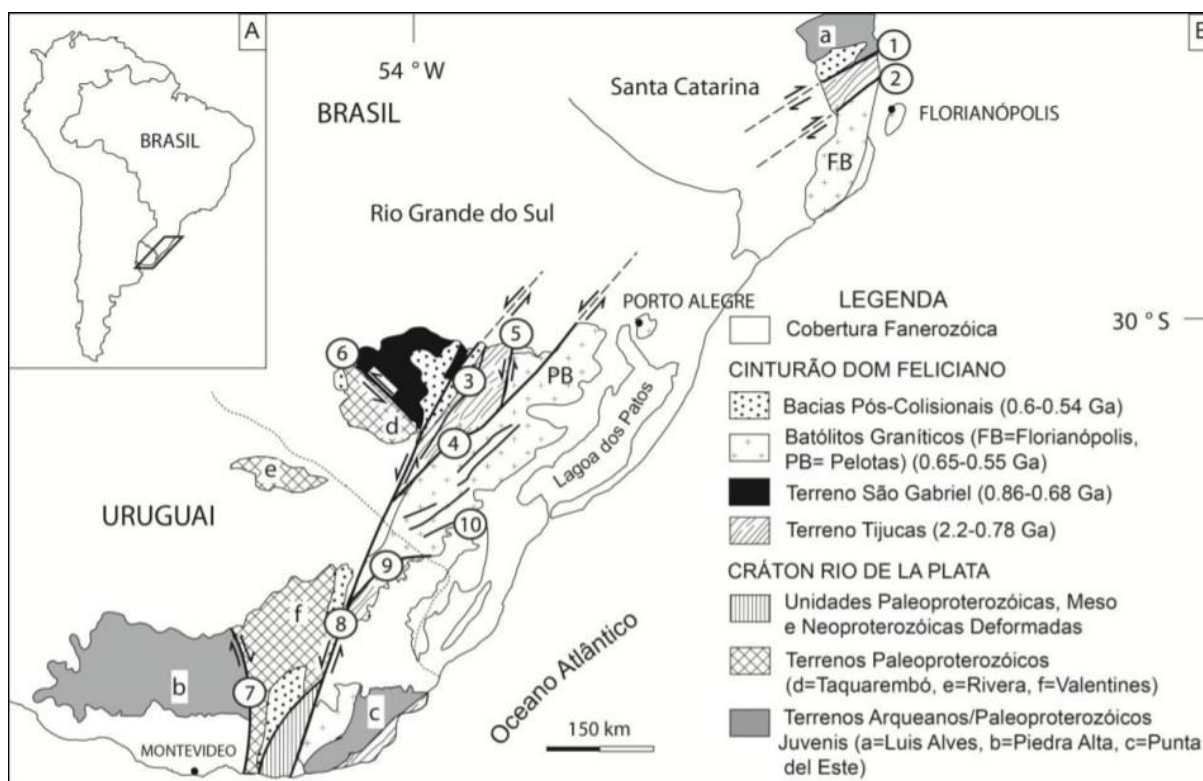 A
BRASIL
54 ° W
BRASIL
Santa Catarina
a
1
2
FLORIANÓPOLIS
FB
Rio Grande do Sul
PORTO ALEGRE
5
6
3
PB
d
4
Lagoa dos Patos
e
URUGUAI
10
9
f
8
b
7
c
MONTEVIDEO
Oceano Atlântico
150 km
30 ° S
LEGENDA
Cobertura Fanerozóica
CINTURÃO DOM FELICIANO
Bacias Pós-Colisionais (0.6-0.54 Ga)
Batólitos Graníticos (FB=Florianópolis,
PB= Pelotas) (0.65-0.55 Ga)
Terreno São Gabriel (0.86-0.68 Ga)
Terreno Tijucas (2.2-0.78 Ga)
CRÁTON RIO DE LA PLATA
Unidades Paleoproterozóicas, Meso
e Neoproterozóicas Deformadas
Terrenos Paleoproterozóicos
(d=Taquarembó, e=Rivera, f=Valentines)
Terrenos Arqueanos/Paleoproterozóicos
Juvenis (a=Luis Alves, b=Piedra Alta, c=Punta
del Este)